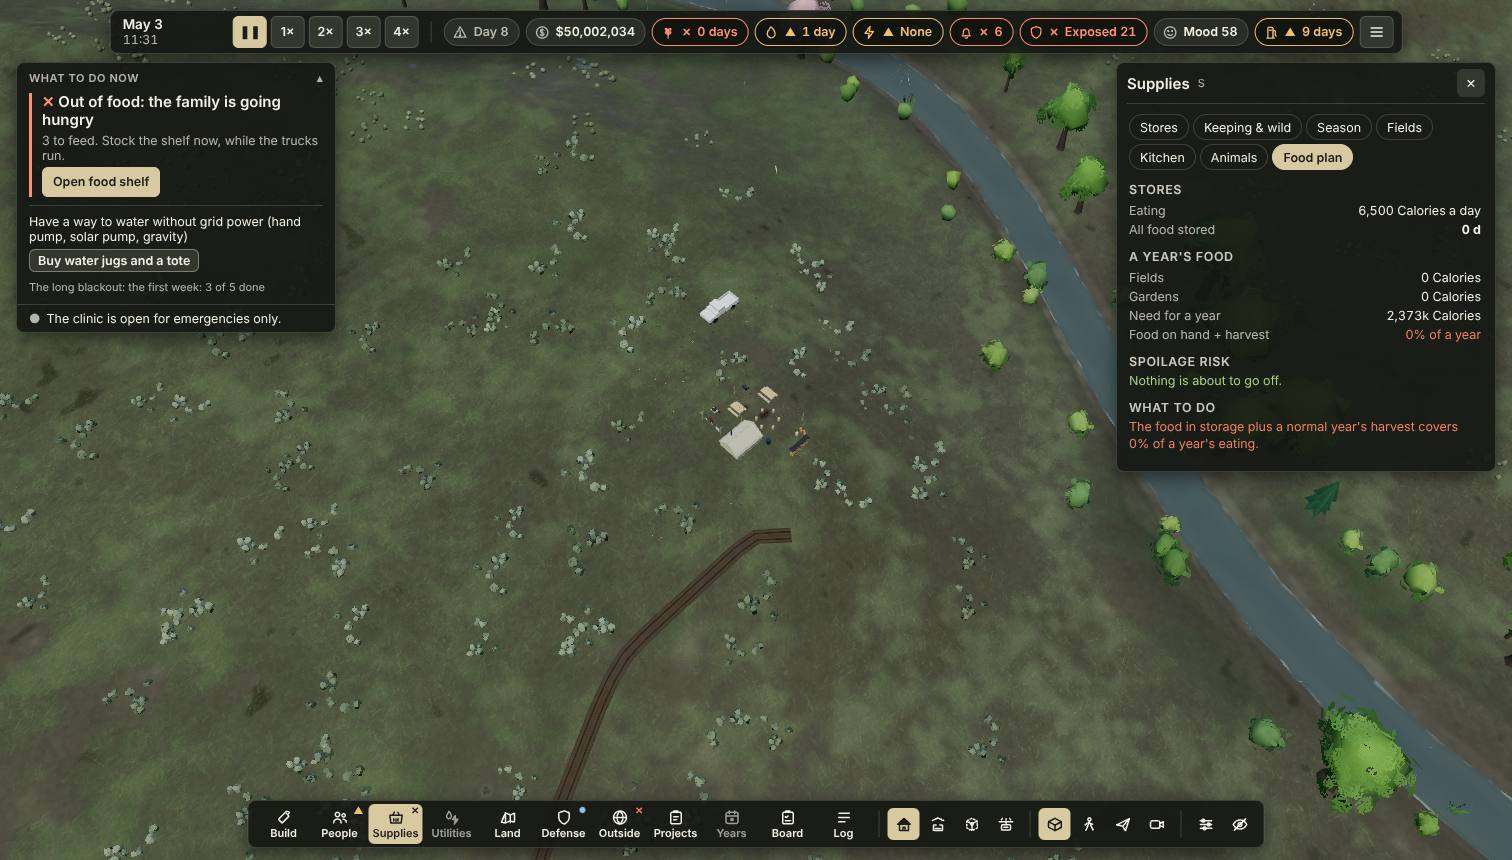 May 3
11:31
1×
2×
3×
4×
Day 8
$50,002,034
× 0 days
1 day
None
× 6
× Exposed 21
Mood 58
9 days
WHAT TO DO NOW
× Out of food: the family is going
hungry
3 to feed. Stock the shelf now, while the trucks
run.
Open food shelf
Have a way to water without grid power (hand
pump, solar pump, gravity)
Buy water jugs and a tote
The long blackout: the first week: 3 of 5 done
The clinic is open for emergencies only.
Supplies S
×
Stores
Keeping & wild
Season
Fields
Kitchen
Animals
Food plan
STORES
Eating 6,500 Calories a day
All food stored 0 d
A YEAR'S FOOD
Fields 0 Calories
Gardens 0 Calories
Need for a year 2,373k Calories
Food on hand + harvest 0% of a year
SPOILAGE RISK
Nothing is about to go off.
WHAT TO DO
The food in storage plus a normal year's harvest covers
0% of a year's eating.
Build
People
Supplies
Utilities
Land
Defense
Outside
Projects
Years
Board
Log